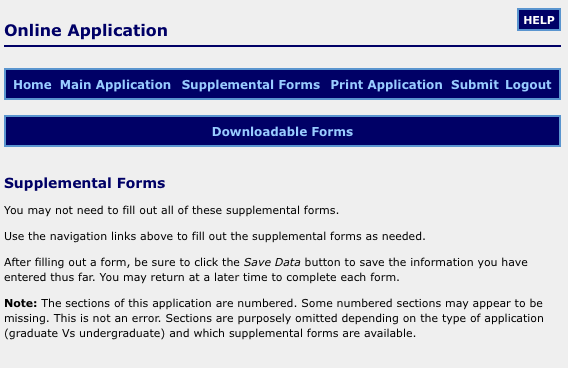 HELP
Online Application
Home Main Application Supplemental Forms Print Application Submit Logout
Downloadable Forms
Supplemental Forms
You may not need to fill out all of these supplemental forms.
Use the navigation links above to fill out the supplemental forms as needed.
After filling out a form, be sure to click the Save Data button to save the information you have
entered thus far. You may return at a later time to complete each form.
Note: The sections of this application are numbered. Some numbered sections may appear to be
missing. This is not an error. Sections are purposely omitted depending on the type of application
(graduate Vs undergraduate) and which supplemental forms are available.